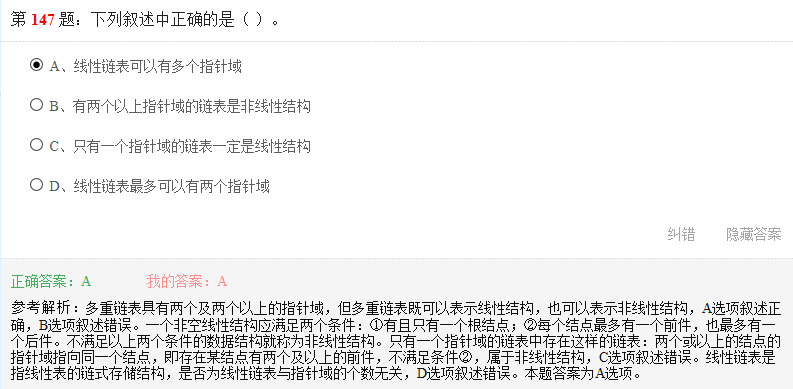 第 147 题：下列叙述中正确的是（ ）。
A、线性链表可以有多个指针域
B、有两个以上指针域的链表是非线性结构
C、只有一个指针域的链表一定是线性结构
D、线性链表最多可以有两个指针域
纠错 隐藏答案
正确答案：A 我的答案：A
参考解析：多重链表具有两个及两个以上的指针域，但多重链表既可以表示线性结构，也可以表示非线性结构，A选项叙述正
确，B选项叙述错误。一个非空线性结构应满足两个条件：①有且只有一个根结点；②每个结点最多有一个前件，也最多有一
个后件。不满足以上两个条件的数据结构就称为非线性结构。只有一个指针域的链表中存在这样的链表：两个或以上的结点的
指针域指向同一个结点，即存在某结点有两个及以上的前件，不满足条件②，属于非线性结构，C选项叙述错误。线性链表是
指线性表的链式存储结构，是否为线性链表与指针域的个数无关，D选项叙述错误。本题答案为A选项。